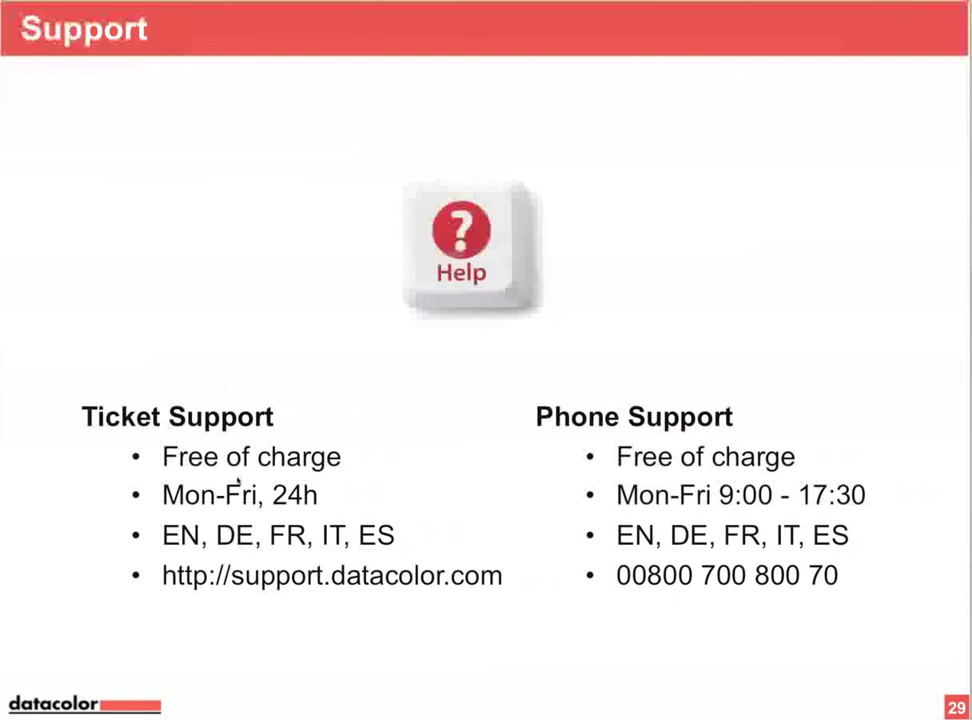 Support
?
Help
Ticket Support
• Free of charge
• Mon-Fri, 24h
• EN, DE, FR, IT, ES
• http://support.datacolor.com
Phone Support
• Free of charge
• Mon-Fri 9:00 - 17:30
• EN, DE, FR, IT, ES
• 00800 700 800 70
datacolor
29